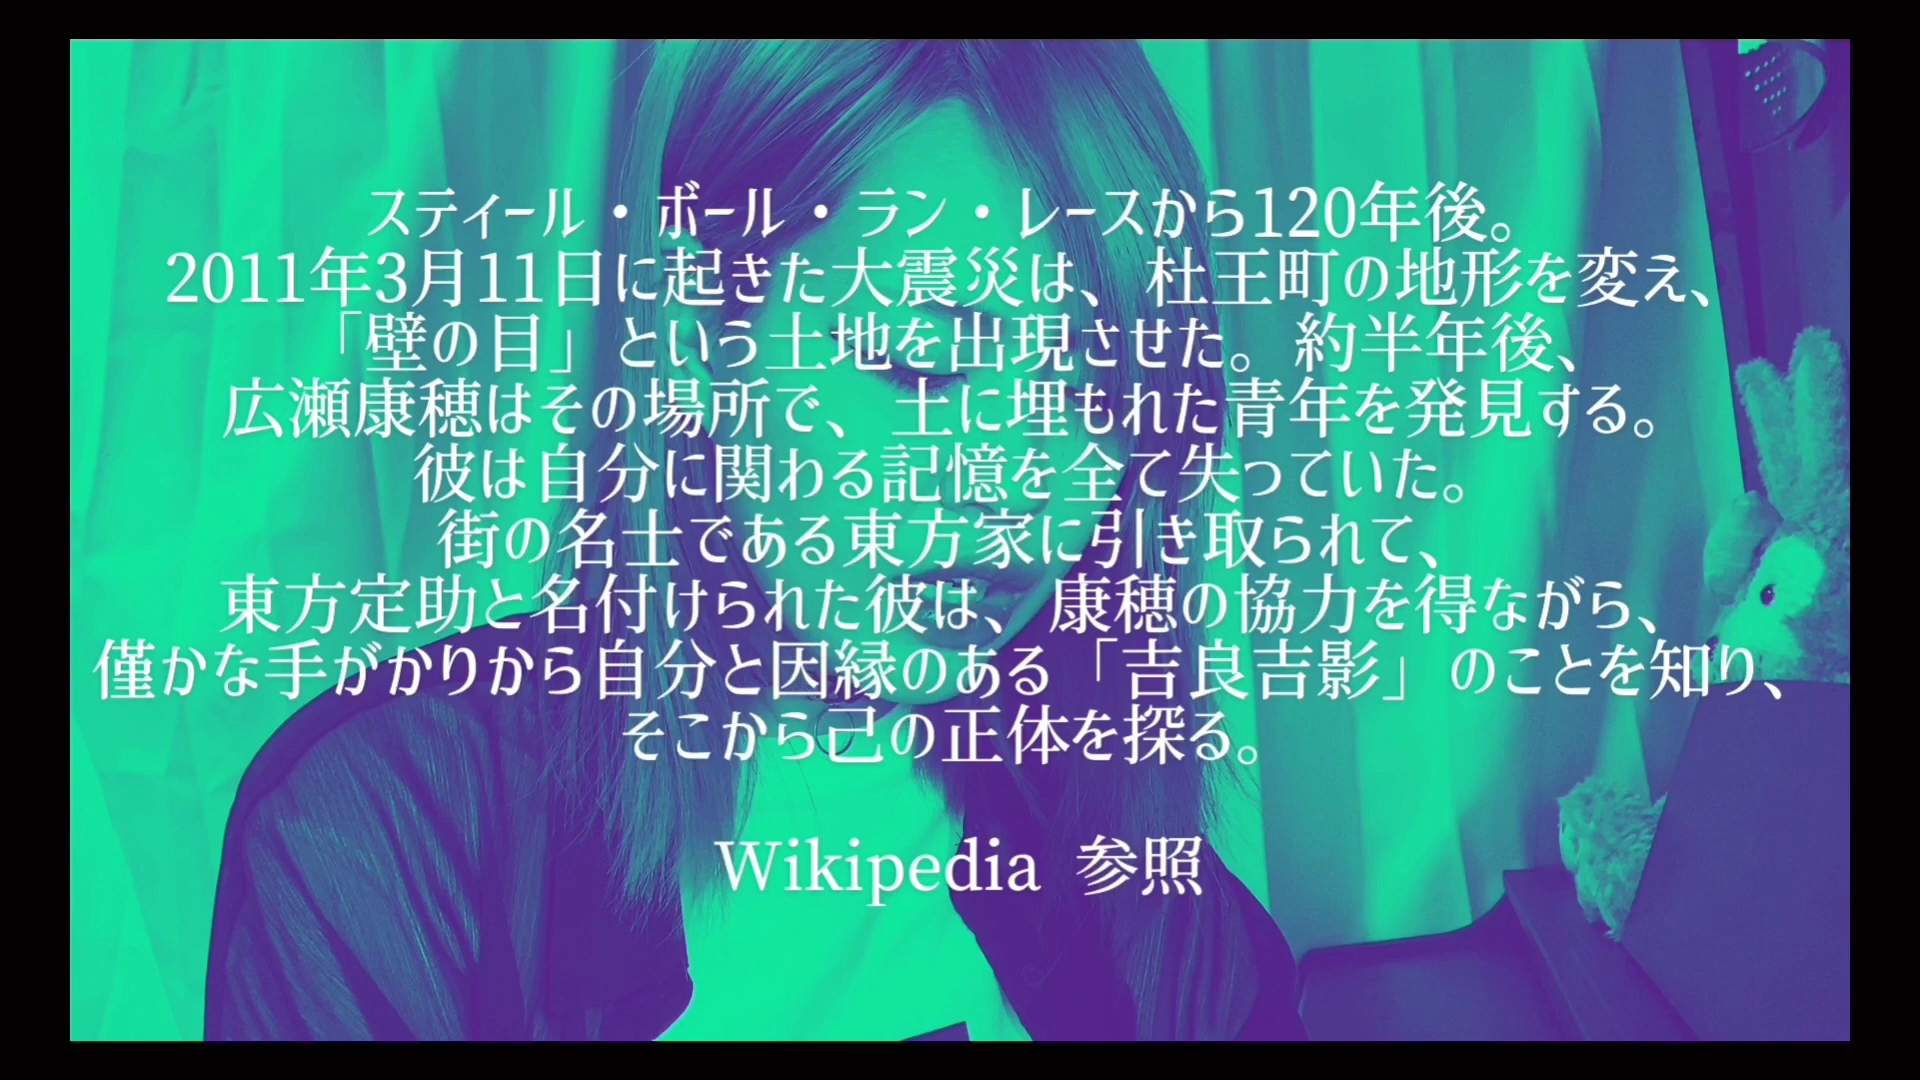 スティール・ボール・ラン・レースから120年後。
2011年3月11日に起きた大震災は、杜王町の地形を変え、
「壁の目」という土地を出現させた。約半年後、
広瀬康穂はその場所で、土に埋もれた青年を発見する。
彼は自分に関わる記憶を全て失っていた。
街の名士である東方家に引き取られて、
東方定助と名付けられた彼は、康穂の協力を得ながら、
僅かな手がかりから自分と因縁のある「吉良吉影」のことを知り、
そこから己の正体を探る。
Wikipedia 参照